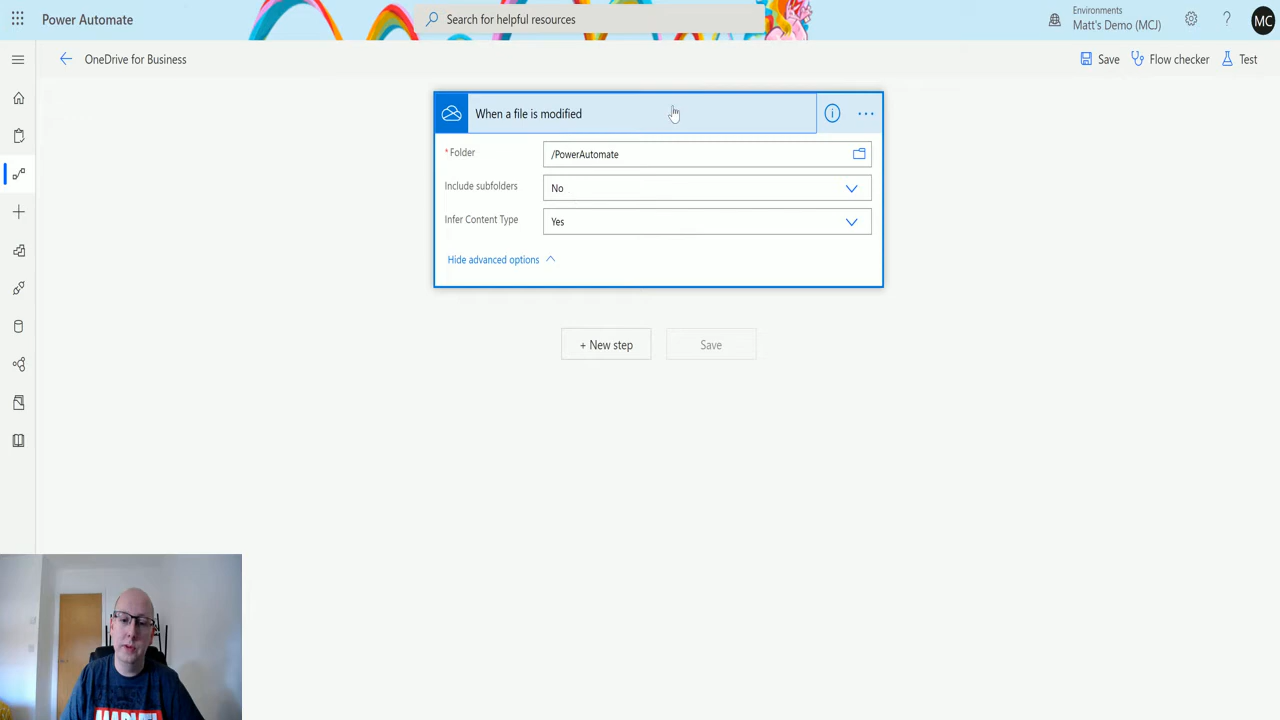 Power Automate
Search for helpful resources
Environments
Matt's Demo (MCJ)
?
MC
OneDrive for Business
Save
Flow checker
Test
When a file is modified
* Folder
/PowerAutomate
Include subfolders
No
Infer Content Type
Yes
Hide advanced options
+ New step
Save